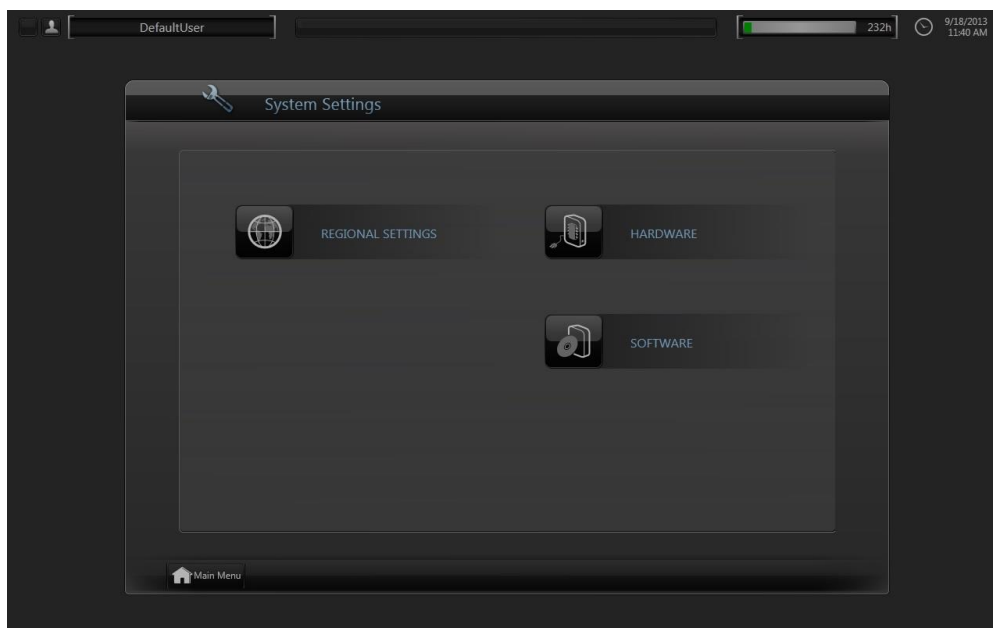 DefaultUser
232h
9/18/2013
11:40 AM
System Settings
REGIONAL SETTINGS
HARDWARE
SOFTWARE
Main Menu